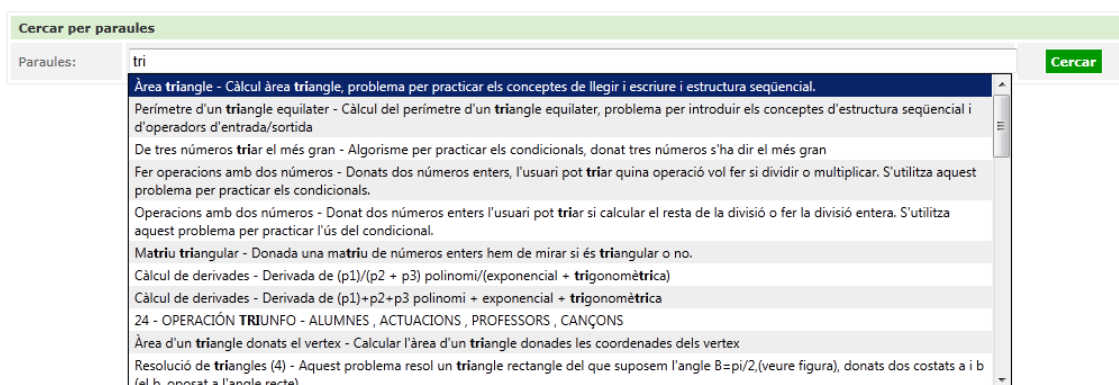 Cercar per paraules
Paraules:
tri
Cercar
Àrea triangle - Càlcul àrea triangle, problema per practicar els conceptes de llegir i escriure i estructura seqüencial.
Perímetre d'un triangle equilater - Càlcul del perímetre d'un triangle equilater, problema per introduir els conceptes d'estructura seqüencial i
d'operadors d'entrada/sortida
De tres números triar el més gran - Algorisme per practicar els condicionals, donat tres números s'ha dir el més gran
Fer operacions amb dos números - Donats dos números enters, l'usuari pot triar quina operació vol fer si dividir o multiplicar. S'utilitza aquest
problema per practicar els condicionals.
Operacions amb dos números - Donat dos números enters l'usuari pot triar si calcular el resta de la divisió o fer la divisió entera. S'utilitza
aquest problema per practicar l'ús del condicional.
Matriu triangular - Donada una matriu de números enters hem de mirar si és triangular o no.
Càlcul de derivades - Derivada de (p1)/(p2 + p3) polinomi/(exponencial + trigonomètrica)
Càlcul de derivades - Derivada de (p1)+p2+p3 polinomi + exponencial + trigonomètrica
24 - OPERACIÓN TRIUNFO - ALUMNES , ACTUACIONS , PROFESSORS , CANÇONS
Àrea d'un triangle donats el vertex - Calcular l'àrea d'un triangle donades les coordenades dels vertex
Resolució de triangles (4) - Aquest problema resol un triangle rectangle del que suposem l'angle B=pi/2,(veure figura), donats dos costats a i b
(el b, oposat a l'angle recte)